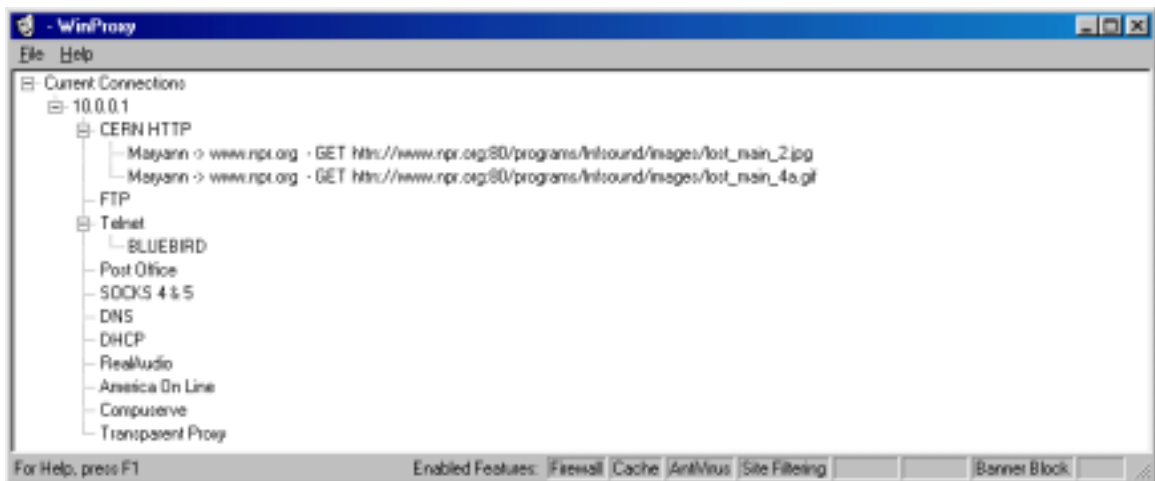 - WinProxy
File Help
Current Connections
10.0.0.1
CERN HTTP
Maryann -> www.npr.org - GET http://www.npr.org:80/programs/lnfsound/images/lost_main_2.jpg
Maryann -> www.npr.org - GET http://www.npr.org:80/programs/lnfsound/images/lost_main_4a.gif
FTP
Telnet
BLUEBIRD
Post Office
SOCKS 4 & 5
DNS
DHCP
RealAudio
America On Line
Compuserve
Transparent Proxy
For Help, press F1 Enabled Features: Firewall Cache AntiVirus Site Filtering Banner Block